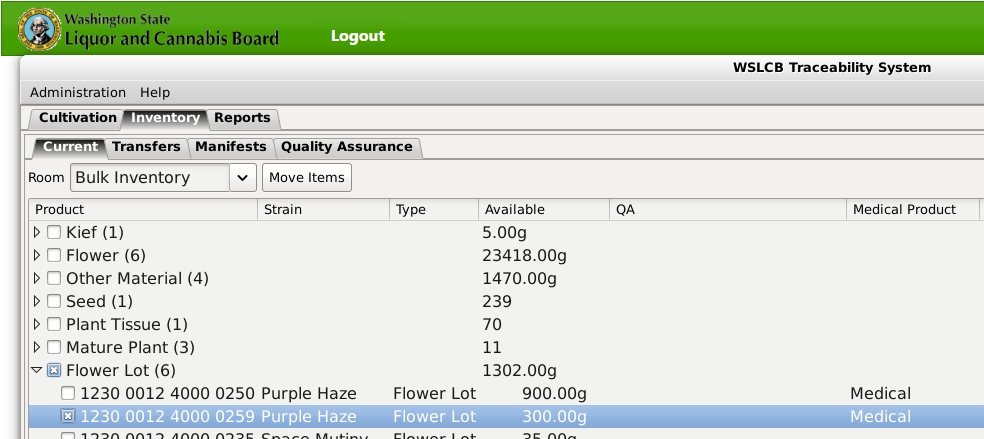 Washington State
Liquor and Cannabis Board
Logout
WSLCB Traceability System
Administration Help
Cultivation Inventory Reports
Current Transfers Manifests Quality Assurance
Room Bulk Inventory Move Items
Product Strain Type Available QA Medical Product
Kief (1) 5.00g
Flower (6) 23418.00g
Other Material (4) 1470.00g
Seed (1) 239
Plant Tissue (1) 70
Mature Plant (3) 11
Flower Lot (6) 1302.00g
1230 0012 4000 0250 Purple Haze Flower Lot 900.00g Medical
1230 0012 4000 0259 Purple Haze Flower Lot 300.00g Medical
1230 0012 4000 0235 Space Mutiny Flower Lot 35.00g